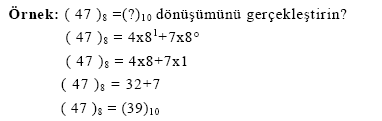 Örnek: ( 47 )₈ =(?)₁₀ dönüşümünü gerçekleştirin?
( 47 )₈ = 4x8¹+7x8°
( 47 )₈ = 4x8+7x1
( 47 )₈ = 32+7
( 47 )₈ = (39)₁₀